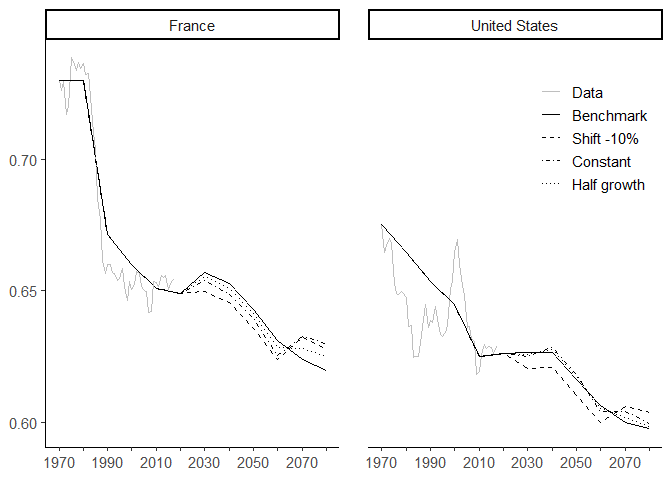 France
United States
Data
Benchmark
Shift -10%
Constant
Half growth
0.70
0.65
0.60
1970 1990 2010 2030 2050 2070
1970 1990 2010 2030 2050 2070